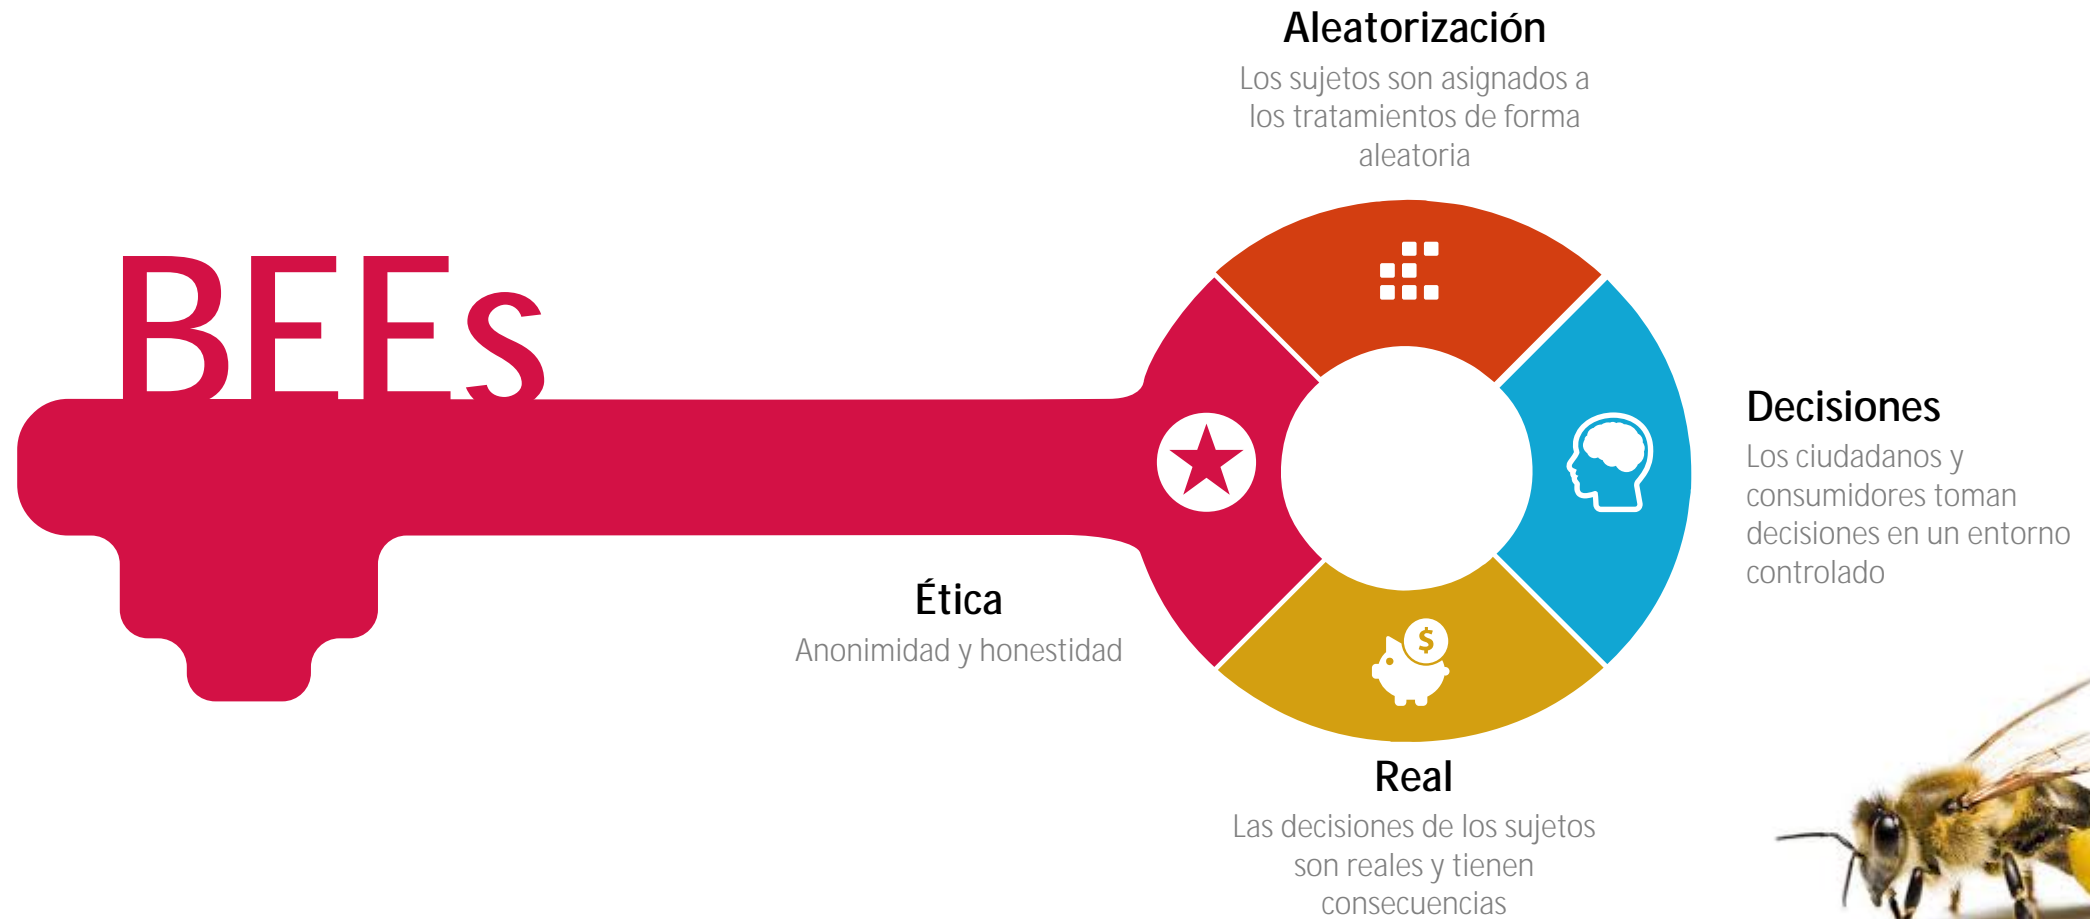 Aleatorización
Los sujetos son asignados a
los tratamientos de forma
aleatoria
BEEs
$
Decisiones
Los ciudadanos y
consumidores toman
decisiones en un entorno
controlado
Ética
Anonimidad y honestidad
Real
Las decisiones de los sujetos
son reales y tienen
consecuencias